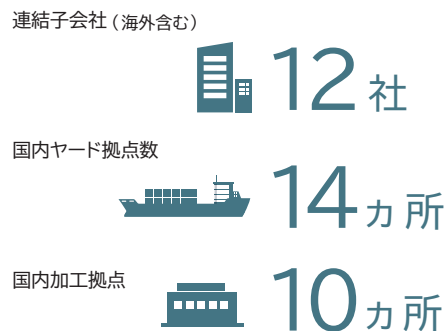 連結子会社（海外含む）
12社
国内ヤード拠点数
14カ所
国内加工拠点
10カ所